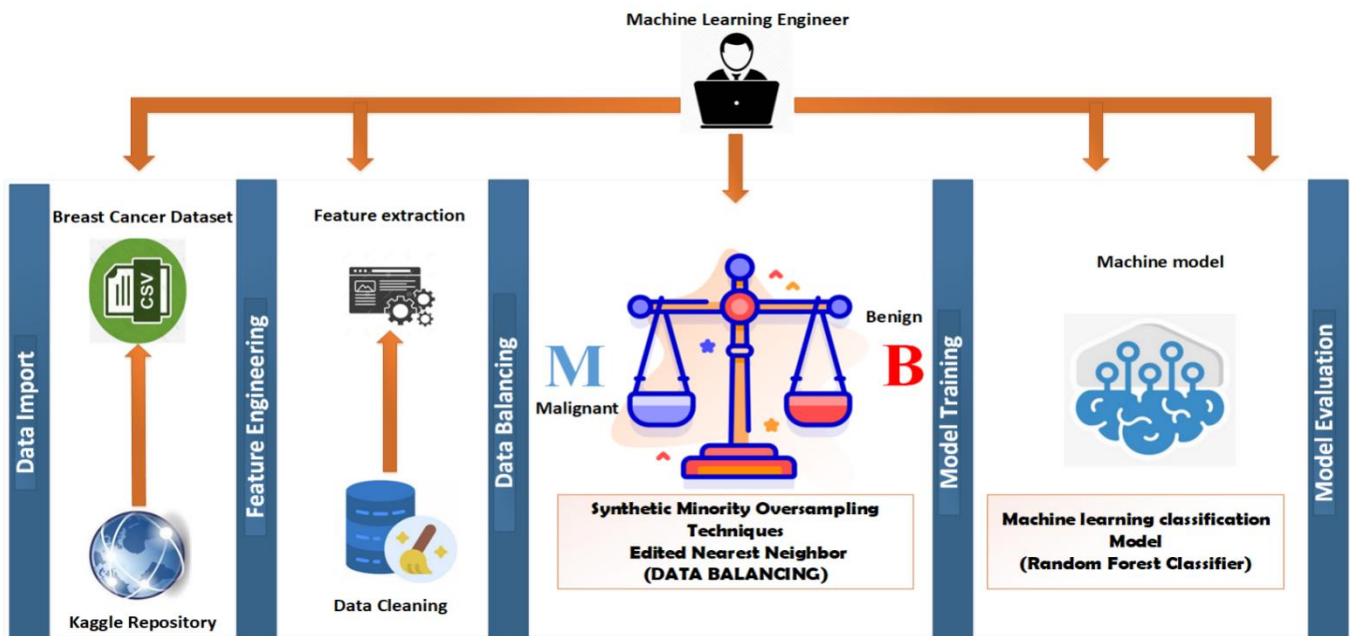 Machine Learning Engineer
Data Import
Breast Cancer Dataset
CSV
Kaggle Repository
Feature Engineering
Feature extraction
Data Cleaning
Data Balancing
M
Malignant
Benign
B
Synthetic Minority Oversampling
Techniques
Edited Nearest Neighbor
(DATA BALANCING)
Model Training
Machine model
Machine learning classification
Model
(Random Forest Classifier)
Model Evaluation